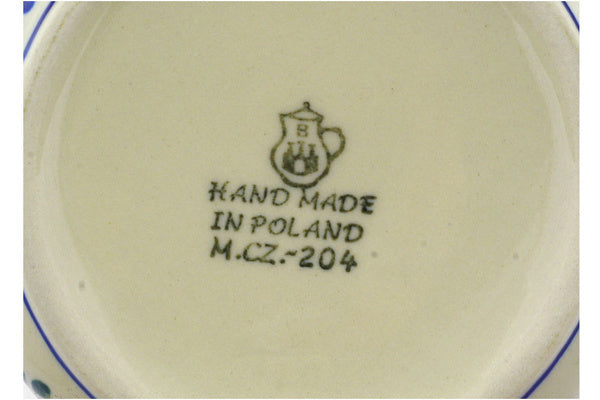 B
HAND MADE
IN POLAND
M.CZ.-204